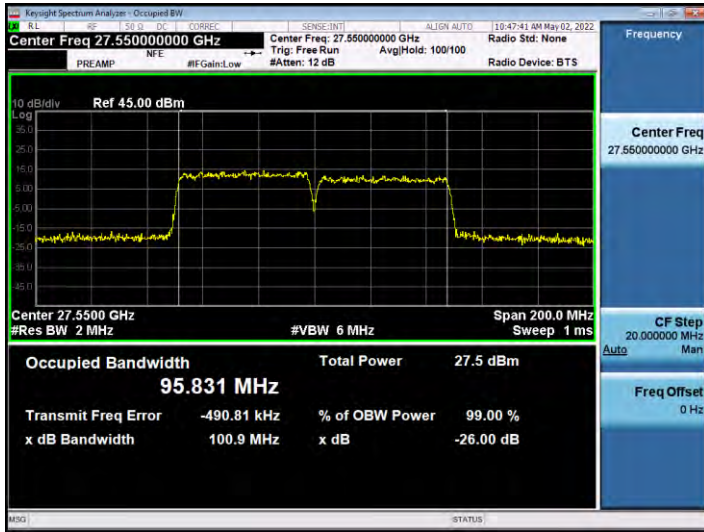 Keysight Spectrum Analyzer - Occupied BW
RL RF 50 Ω DC CORREC SENSE:INT ALIGN AUTO 10:47:41 AM May 02, 2022
Center Freq 27.550000000 GHz
NFE
PREAMP #IFGain:Low
Center Freq: 27.550000000 GHz
Trig: Free Run Avg|Hold: 100/100
#Atten: 12 dB
Radio Std: None
Radio Device: BTS
10 dB/div Ref 45.00 dBm
Log
35.0
25.0
15.0
5.00
-5.00
-15.0
-25.0
-35.0
-45.0
Center 27.5500 GHz Span 200.0 MHz
#Res BW 2 MHz #VBW 6 MHz Sweep 1 ms
Occupied Bandwidth Total Power 27.5 dBm
95.831 MHz
Transmit Freq Error -490.81 kHz % of OBW Power 99.00 %
x dB Bandwidth 100.9 MHz x dB -26.00 dB
MSG STATUS
Frequency
Center Freq
27.550000000 GHz
CF Step
20.000000 MHz
Auto Man
Freq Offset
0 Hz